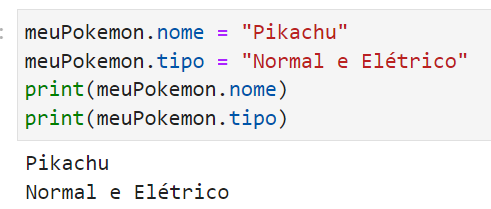 meuPokemon.nome = "Pikachu"
meuPokemon.tipo = "Normal e Elétrico"
print(meuPokemon.nome)
print(meuPokemon.tipo)
Pikachu
Normal e Elétrico